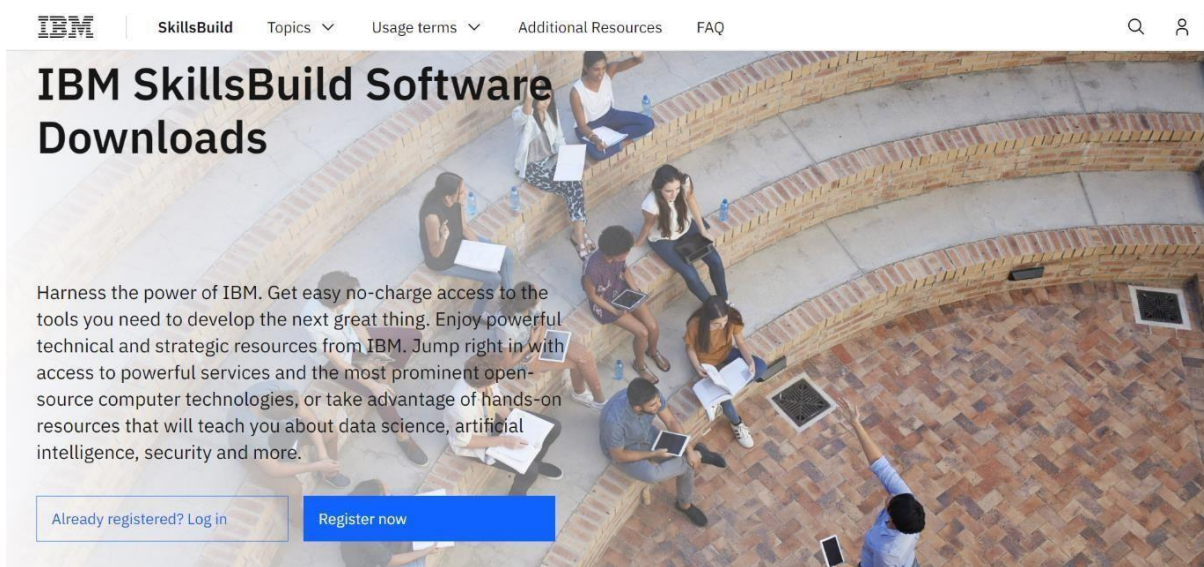 IBM SkillsBuild Topics Usage terms Additional Resources FAQ
IBM SkillsBuild Software
Downloads
Harness the power of IBM. Get easy no-charge access to the
tools you need to develop the next great thing. Enjoy powerful
technical and strategic resources from IBM. Jump right in with
access to powerful services and the most prominent open-
source computer technologies, or take advantage of hands-on
resources that will teach you about data science, artificial
intelligence, security and more.
Already registered? Log in Register now